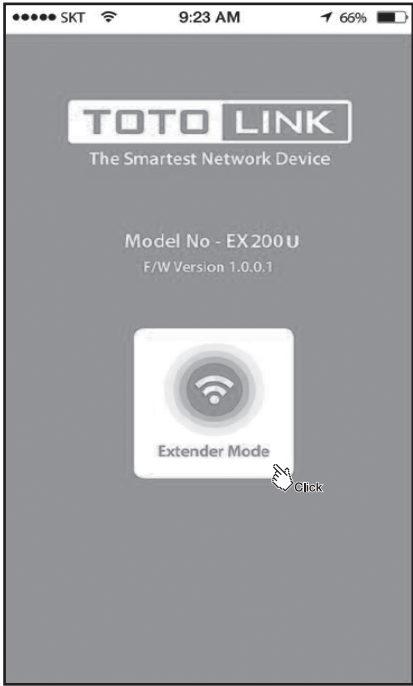 SKT 9:23 AM 66%
TOTO LINK
The Smartest Network Device
Model No - EX200U
F/W Version 1.0.0.1
Extender Mode
Click